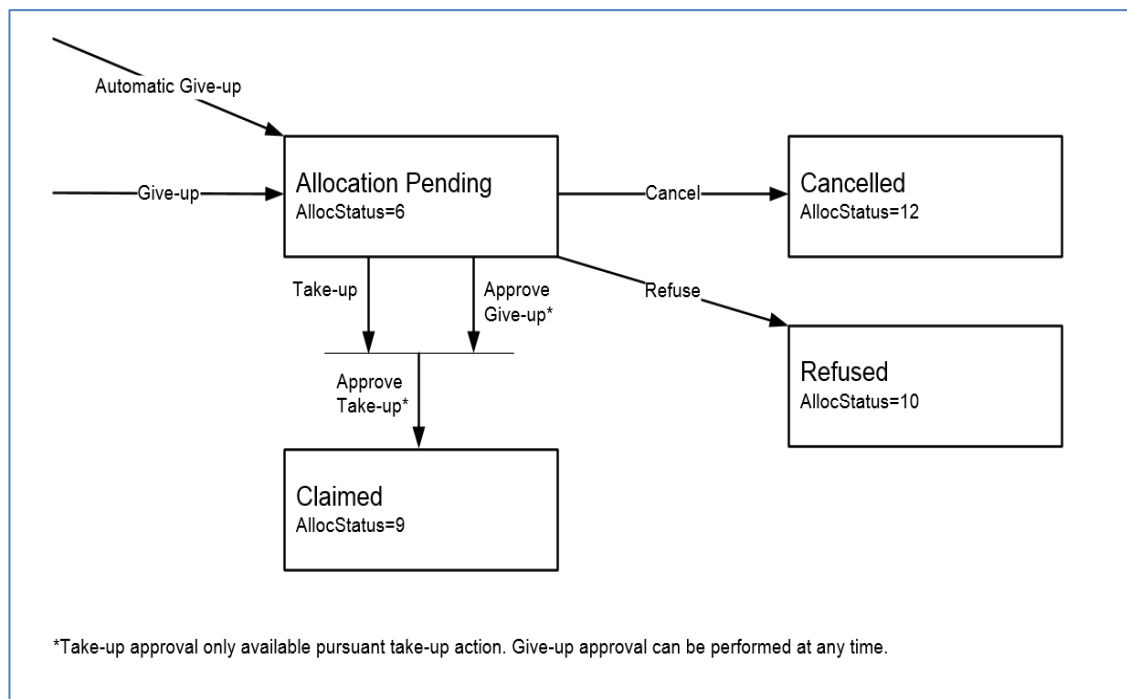 Automatic Give-up
Allocation Pending
AllocStatus=6
Give-up
Cancel
Cancelled
AllocStatus=12
Take-up
Approve
Give-up*
Refuse
Refused
AllocStatus=10
Approve
Take-up*
Claimed
AllocStatus=9
*Take-up approval only available pursuant take-up action. Give-up approval can be performed at any time.